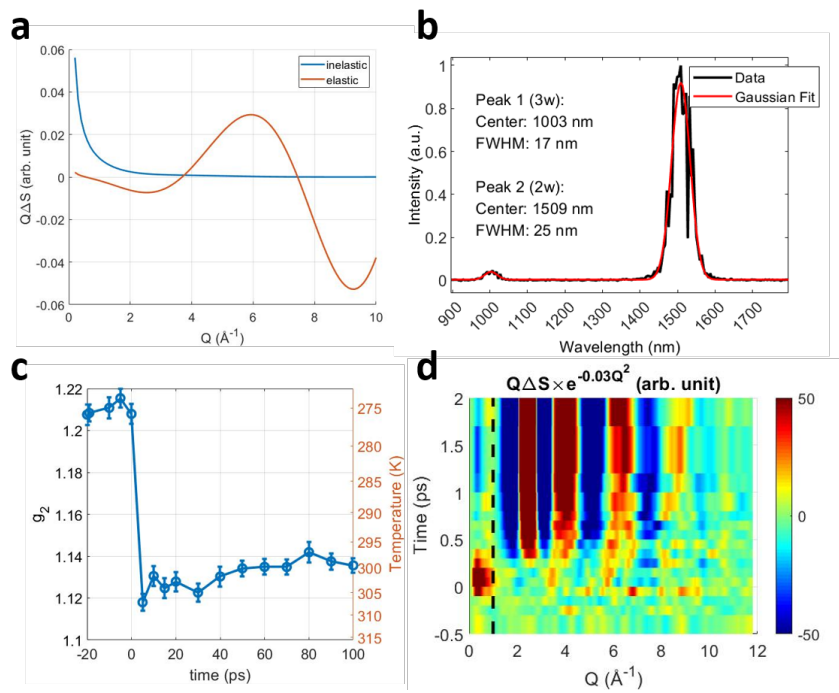 a
0.06
0.04
0.02
0
-0.02
-0.04
-0.06
QΔS (arb. unit)
inelastic
elastic
0 2 4 6 8 10
Q (Å⁻¹)
b
1
0.8
0.6
0.4
0.2
0
Intensity (a.u.)
Data
Gaussian Fit
Peak 1 (3w):
Center: 1003 nm
FWHM: 17 nm
Peak 2 (2w):
Center: 1509 nm
FWHM: 25 nm
900 1000 1100 1200 1300 1400 1500 1600 1700
Wavelength (nm)
c
1.22
1.2
1.18
1.16
1.14
1.12
1.1
g₂
275
280
285
290
295
300
305
310
315
Temperature (K)
-20 0 20 40 60 80 100
time (ps)
d
QΔS×e⁻⁰·⁰³Q² (arb. unit)
2
1.5
1
0.5
0
-0.5
Time (ps)
0 2 4 6 8 10 12
Q (Å⁻¹)
50
0
-50